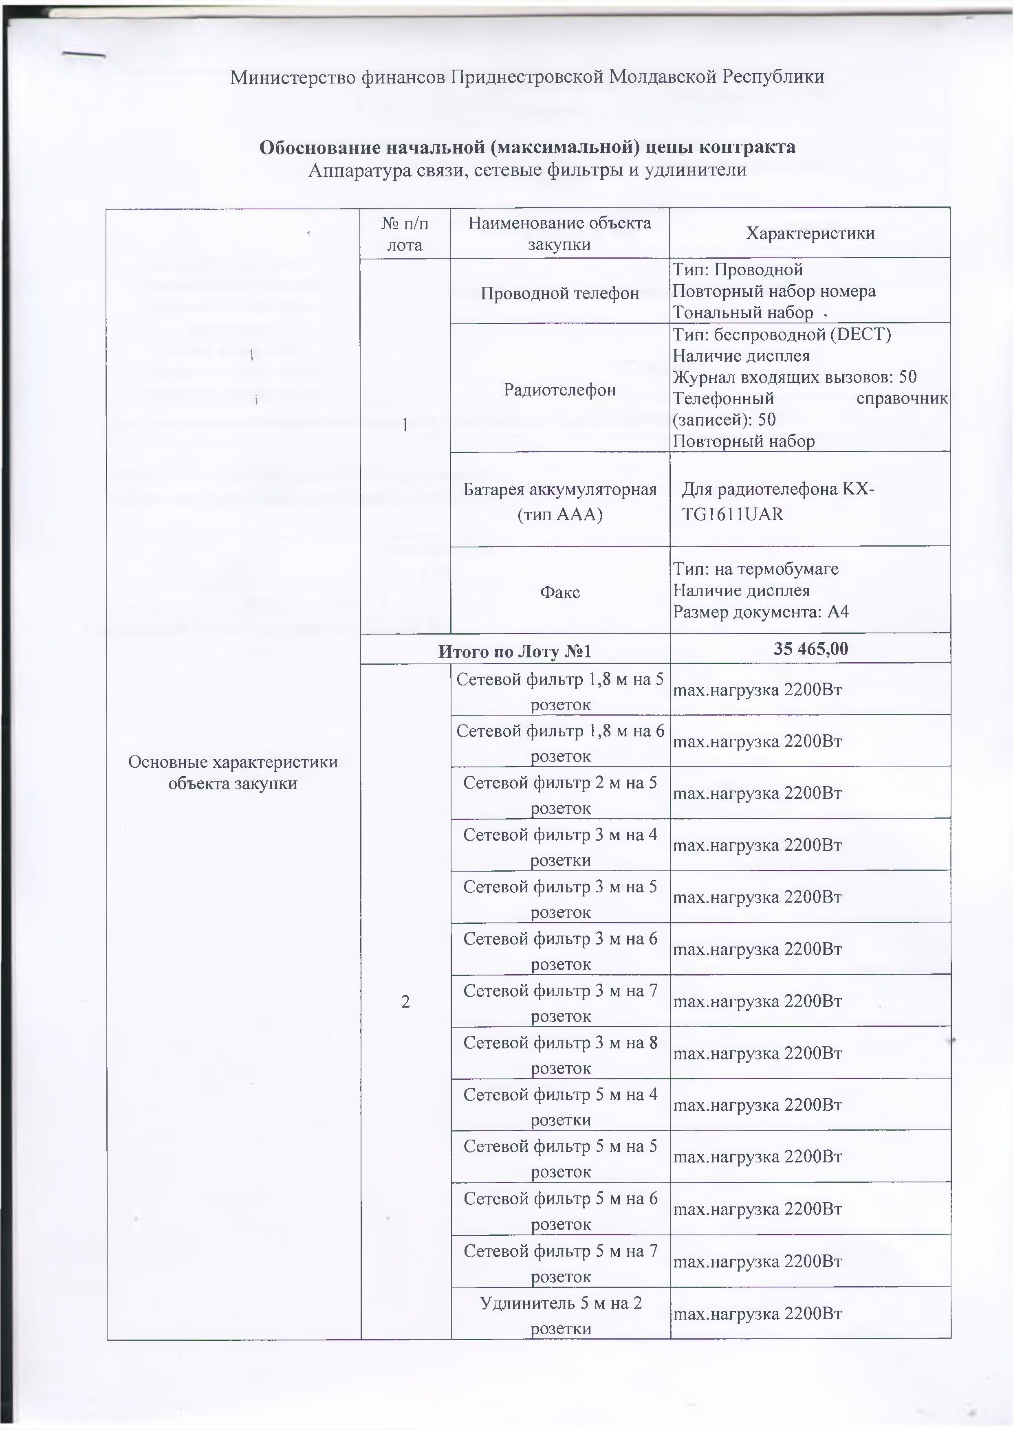 Министерство финансов Приднестровской Молдавской Республики
Обоснование начальной (максимальной) цены контракта
Аппаратура связи, сетевые фильтры и удлинители
№ п/п
лота
Наименование объекта
закупки
Характеристики
Основные характеристики
объекта закупки
1
Проводной телефон
Тип: Проводной
Повторный набор номера
Тональный набор
Радиотелефон
Тип: беспроводной (DECT)
Наличие дисплея
Журнал входящих вызовов: 50
Телефонный справочник
(записей): 50
Повторный набор
Батарея аккумуляторная
(тип ААА)
Для радиотелефона KX-
TG1611UAR
Факс
Тип: на термобумаге
Наличие дисплея
Размер документа: А4
Итого по Лоту №1
35 465,00
2
Сетевой фильтр 1,8 м на 5
розеток
max.нагрузка 2200Вт
Сетевой фильтр 1,8 м на 6
розеток
max.нагрузка 2200Вт
Сетевой фильтр 2 м на 5
розеток
max.нагрузка 2200Вт
Сетевой фильтр 3 м на 4
розетки
max.нагрузка 2200Вт
Сетевой фильтр 3 м на 5
розеток
max.нагрузка 2200Вт
Сетевой фильтр 3 м на 6
розеток
max.нагрузка 2200Вт
Сетевой фильтр 3 м на 7
розеток
max.нагрузка 2200Вт
Сетевой фильтр 3 м на 8
розеток
max.нагрузка 2200Вт
Сетевой фильтр 5 м на 4
розетки
max.нагрузка 2200Вт
Сетевой фильтр 5 м на 5
розеток
max.нагрузка 2200Вт
Сетевой фильтр 5 м на 6
розеток
max.нагрузка 2200Вт
Сетевой фильтр 5 м на 7
розеток
max.нагрузка 2200Вт
Удлинитель 5 м на 2
розетки
max.нагрузка 2200Вт